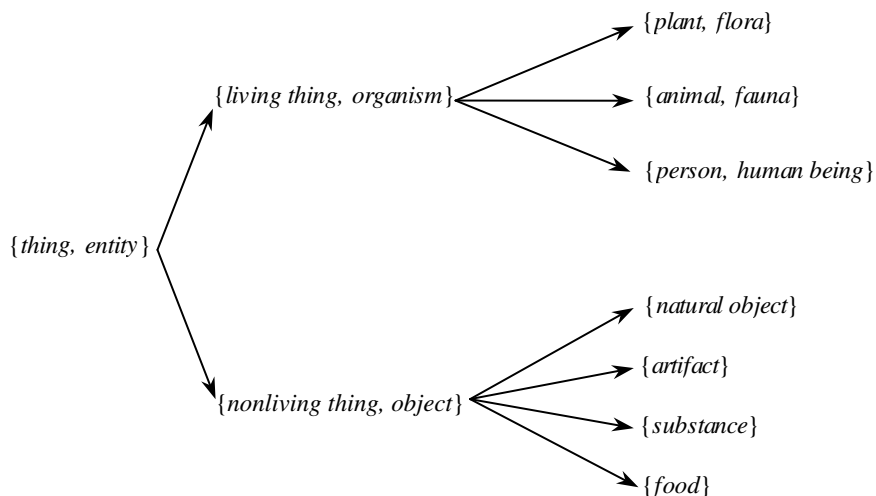 {plant, flora}
{living thing, organism}
{animal, fauna}
{person, human being}
{thing, entity}
{natural object}
{artifact}
{nonliving thing, object}
{substance}
{food}